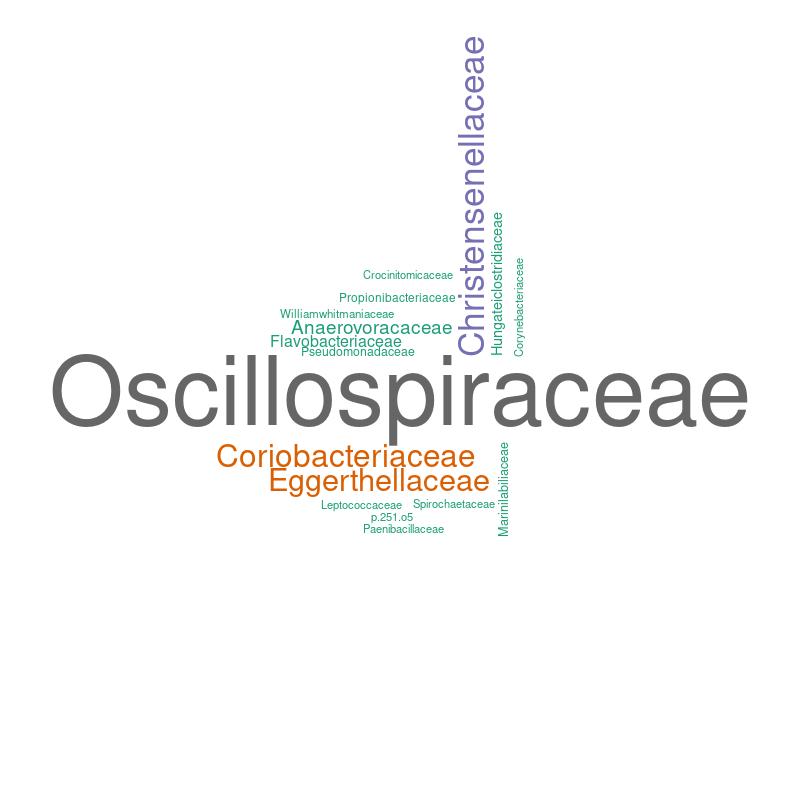 Christensenellaceae
Hungateiclostridiaceae
Corynebacteriaceae
Crocinitomicaceae
Propionibacteriaceae
Williamwhitmaniaceae
Anaerovoracaceae
Flavobacteriaceae
Pseudomonadaceae
Oscillospiraceae
Coriobacteriaceae
Eggerthellaceae
Marinilabiliaceae
Leptococcaceae
Spirochaetaceae
p.251.o5
Paenibacillaceae